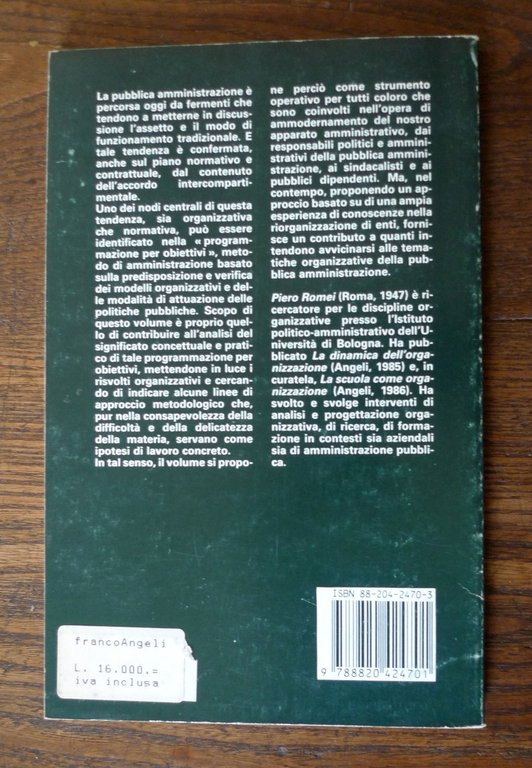 La pubblica amministrazione è
percorsa oggi da fermenti che
tendono a metterne in discus-
sione l'assetto e il modo di
funzionamento tradizionale. E
tale tendenza è confermata,
anche sul piano normativo e
contrattuale, dal contenuto
dell'accordo intercomparti-
mentale.
Uno dei nodi centrali di questa
tendenza, sia organizzativa
che normativa, può essere
identificato nella «programma-
zione per obiettivi», meto-
do di amministrazione basato
sulla predisposizione e verifica
dei modelli organizzativi e del-
le modalità di attuazione delle
politiche pubbliche. Scopo di
questo volume è proprio quel-
lo di contribuire all'analisi del
significato concettuale e prati-
co di tale programmazione per
obiettivi, mettendone in luce i
risvolti organizzativi e cercan-
do di indicare alcune linee di
approccio metodologico che,
pur nella consapevolezza della
difficoltà e della delicatezza
della materia, servano come
ipotesi di lavoro concreto.
In tal senso, il volume si propo-
ne perciò come strumento
operativo per tutti coloro che
sono coinvolti nell'opera di
ammodernamento del nostro
apparato amministrativo, dai
responsabili politici e ammini-
strativi della pubblica ammini-
strazione, ai sindacalisti e ai
pubblici dipendenti. Ma, nel
contempo, proponendo un ap-
proccio basato su di una ampia
esperienza di conoscenze nella
riorganizzazione di enti, forni-
sce un contributo a quanti in-
tendono avvicinarsi alle tema-
tiche organizzative della pub-
blica amministrazione.
Piero Romei (Roma, 1947) è ri-
cercatore per le discipline or-
ganizzative presso l'Istituto
politico-amministrativo dell'U-
niversità di Bologna. Ha pub-
blicato La dinamica dell'orga-
nizzazione (Angeli, 1985) e, in
curatela, La scuola come orga-
nizzazione (Angeli, 1986). Ha
svolto e svolge interventi di
analisi e progettazione orga-
nizzativa, di ricerca, di forma-
zione in contesti sia aziendali
sia di amministrazione pubbli-
ca.
ISBN 88-204-2470-3
9 788820 424701
francoAngeli
L. 16.000.=
iva inclusa